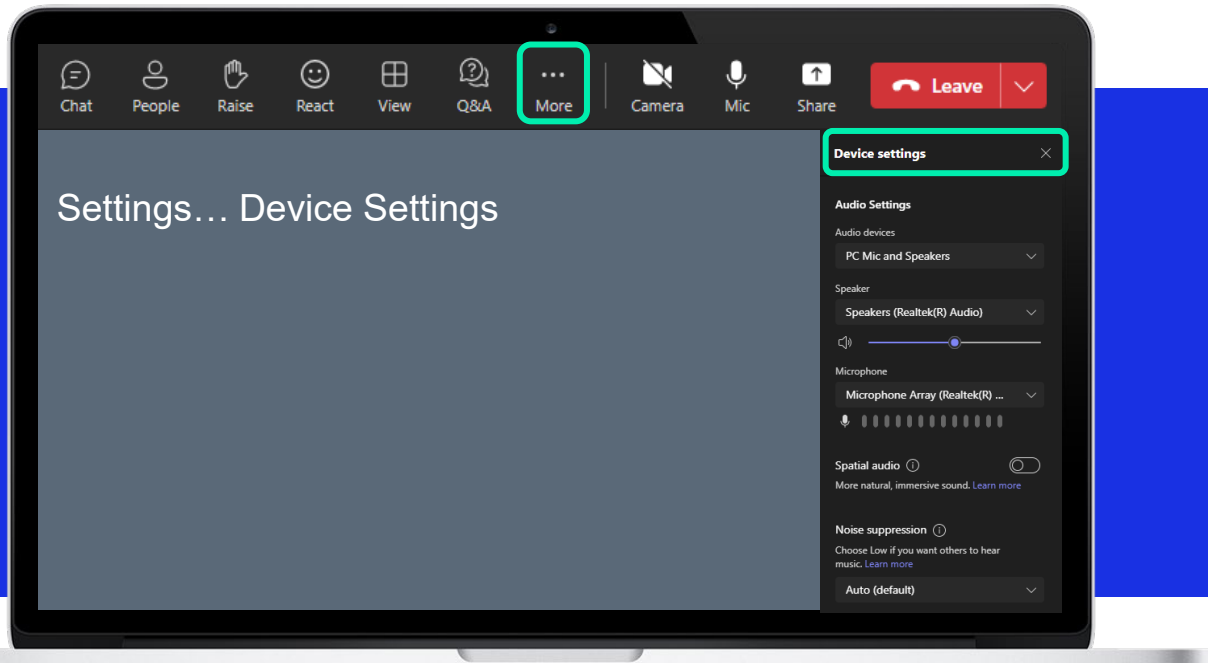 Chat People Raise React View Q&A More Camera Mic Share Leave
Settings… Device Settings
Device settings
Audio Settings
Audio devices
PC Mic and Speakers
Speaker
Speakers (Realtek(R) Audio)
Microphone
Microphone Array (Realtek(R) ...
Spatial audio
More natural, immersive sound. Learn more
Noise suppression
Choose Low if you want others to hear
music. Learn more
Auto (default)